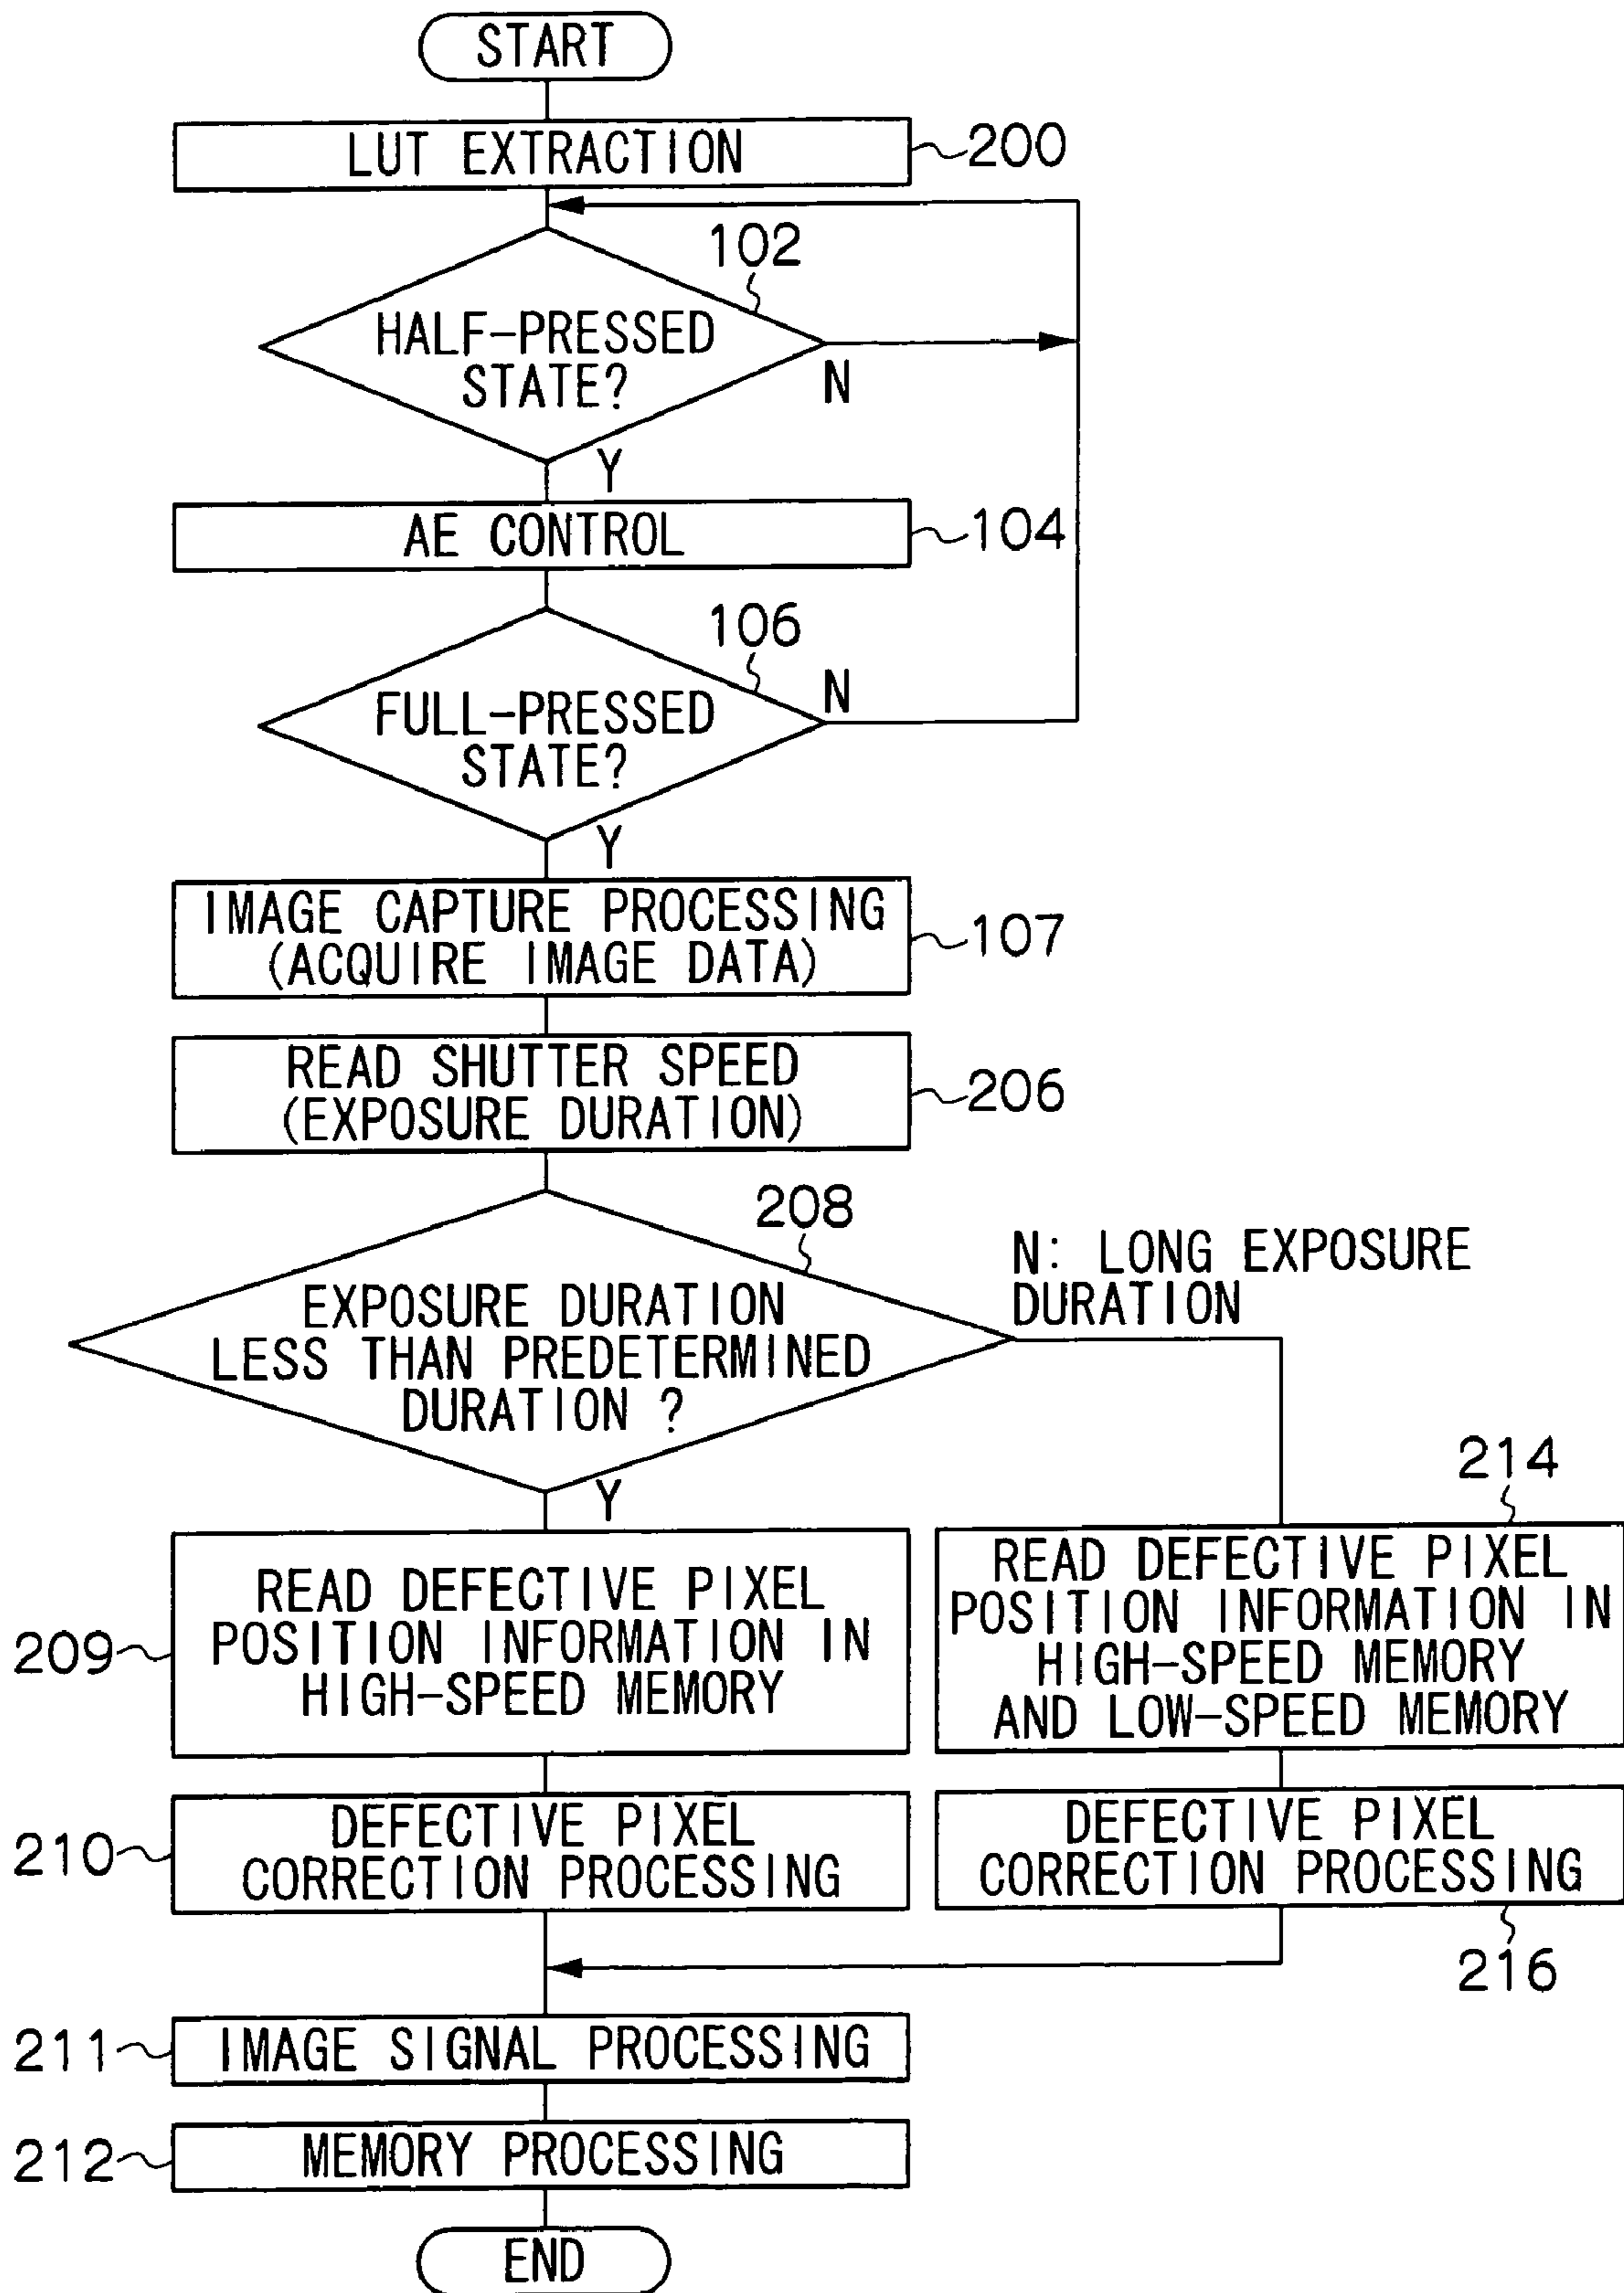 START
LUT EXTRACTION
200
102
HALF-PRESSED
STATE?
N
Y
AE CONTROL
104
106
N
FULL-PRESSED
STATE?
Y
IMAGE CAPTURE PROCESSING
(ACQUIRE IMAGE DATA)
107
READ SHUTTER SPEED
(EXPOSURE DURATION)
206
208
N: LONG EXPOSURE
DURATION
EXPOSURE DURATION
LESS THAN PREDETERMINED
DURATION ?
Y
214
209
READ DEFECTIVE PIXEL
POSITION INFORMATION IN
HIGH-SPEED MEMORY
READ DEFECTIVE PIXEL
POSITION INFORMATION IN
HIGH-SPEED MEMORY
AND LOW-SPEED MEMORY
210
DEFECTIVE PIXEL
CORRECTION PROCESSING
DEFECTIVE PIXEL
CORRECTION PROCESSING
216
211
IMAGE SIGNAL PROCESSING
212
MEMORY PROCESSING
END